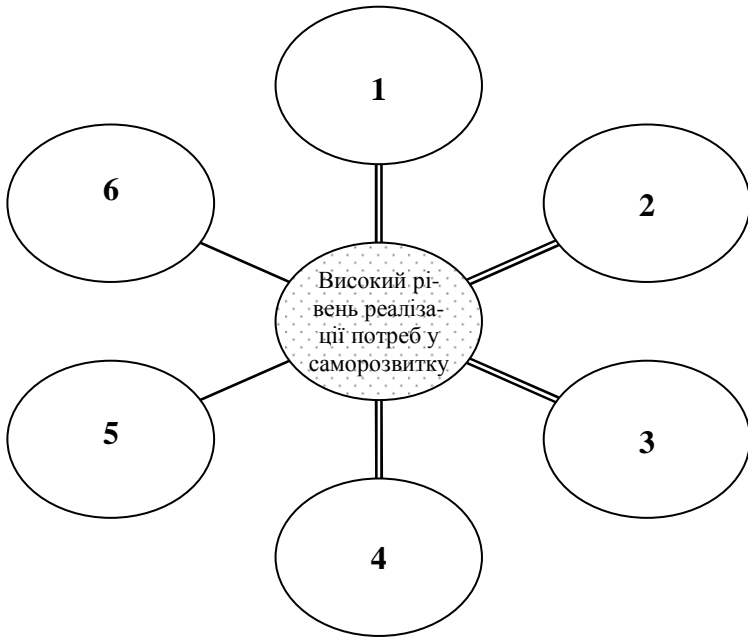 1
6
2
Високий рі-
вень реаліза-
ції потреб у
саморозвитку
5
3
4